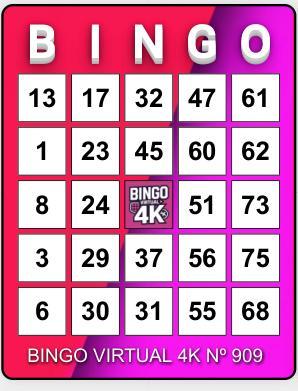 B I N G O
13 17 32 47 61
1 23 45 60 62
8 24 BINGO VIRTUAL 4K 51 73
3 29 37 56 75
6 30 31 55 68
BINGO VIRTUAL 4K Nº 909